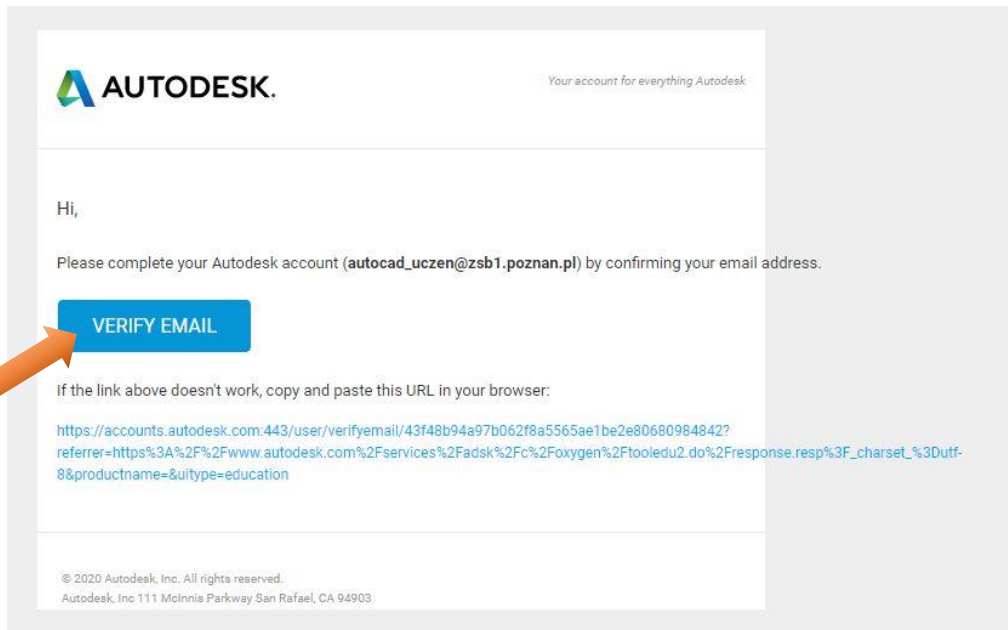 AUTODESK.
Your account for everything Autodesk
Hi,
Please complete your Autodesk account (autocad_uczen@zsb1.poznan.pl) by confirming your email address.
VERIFY EMAIL
If the link above doesn't work, copy and paste this URL in your browser:
https://accounts.autodesk.com:443/user/verifyemail/43f48b94a97b062f8a5565ae1be2e80680984842?
referrer=https%3A%2F%2Fwww.autodesk.com%2Fservices%2Fadsk%2Fc%2Foxygen%2Ftooledu2.do%2Fresponse.resp%3F_charset_%3Dutf-
8&productname=&uitype=education
© 2020 Autodesk, Inc. All rights reserved.
Autodesk, Inc 111 McInnis Parkway San Rafael, CA 94903